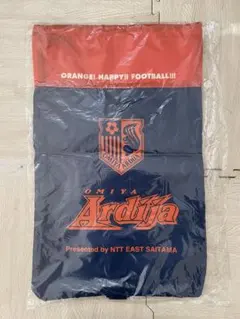 ORANGE! HAPPY!! FOOTBALL!!!
OMIYA
Ardija
Presented by NTT EAST SAITAMA